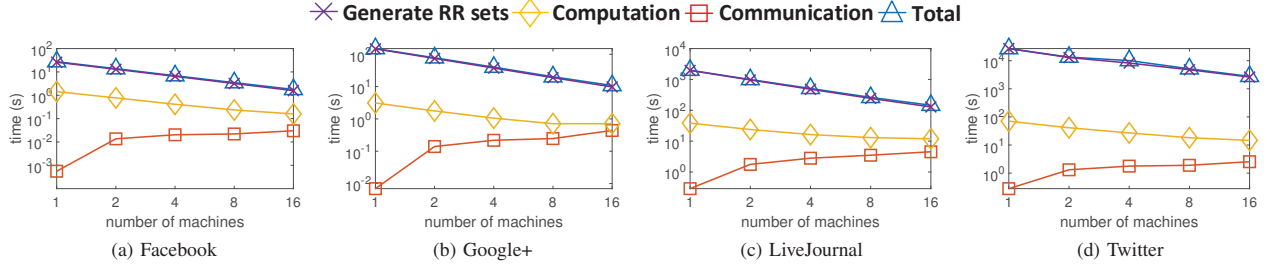 Generate RR sets Computation Communication Total
time (s)
10^2
10^1
10^0
10^-1
10^-2
10^-3
1 2 4 8 16
number of machines
(a) Facebook
time (s)
10^2
10^1
10^0
10^-1
10^-2
1 2 4 8 16
number of machines
(b) Google+
time (s)
10^4
10^3
10^2
10^1
10^0
1 2 4 8 16
number of machines
(c) LiveJournal
time (s)
10^4
10^2
10^0
1 2 4 8 16
number of machines
(d) Twitter